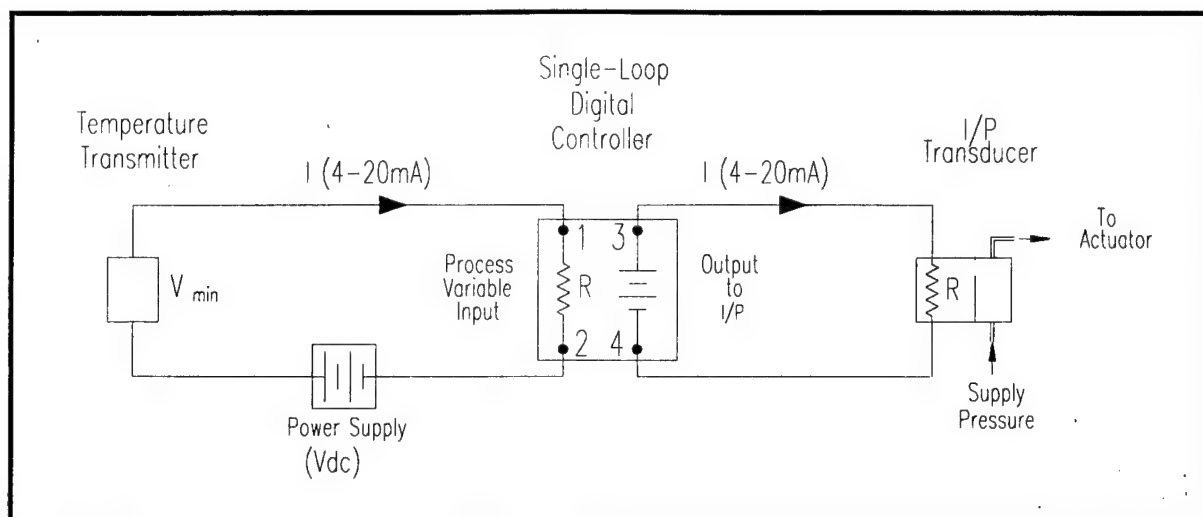 Single-Loop
Digital
Controller
Temperature
Transmitter
I/P
Transducer
I (4-20mA)
I (4-20mA)
To
Actuator
1
3
Process
Variable
Input
R
Output
to
I/P
V min
R
2
4
Power Supply
(Vdc)
Supply
Pressure